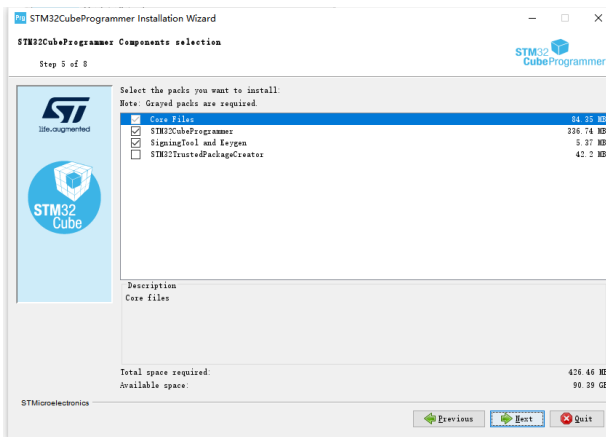 Prg STM32CubeProgrammer Installation Wizard
STM32CubeProgrammer Components selection
Step 5 of 8
STM32
CubeProgrammer
Select the packs you want to install:
Note: Grayed packs are required.
Core Files 84.35 MB
STM32CubeProgrammer 336.74 MB
SigningTool and Keygen 5.37 MB
STM32TrustedPackageCreator 42.2 MB
ST
life.augmented
STM32
Cube
Description
Core files
Total space required: 426.46 MB
Available space: 90.39 GB
STMicroelectronics
Previous
Next
Quit